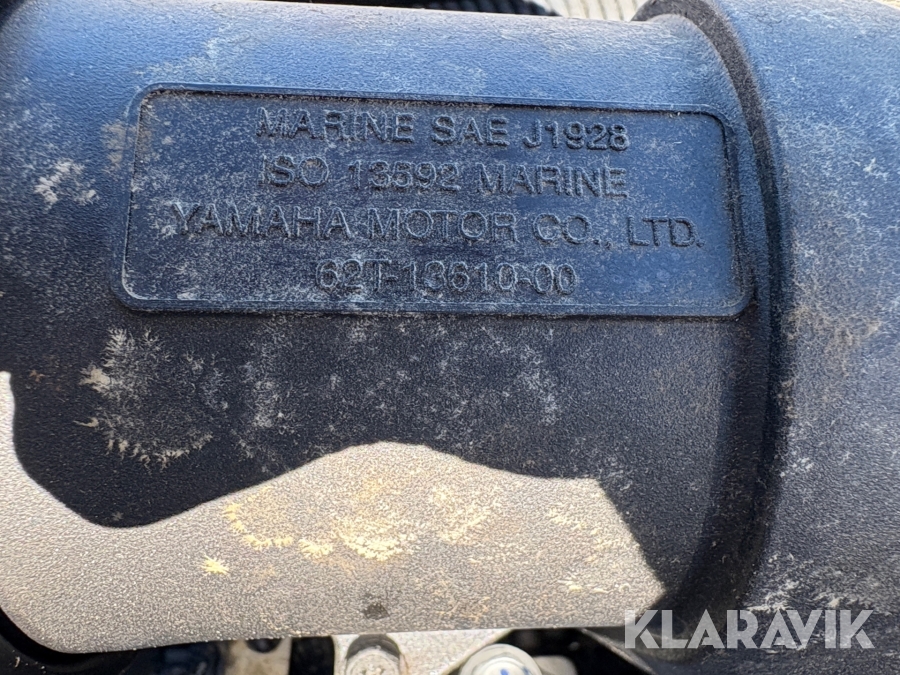 MARINE SAE J1928
ISO 13592 MARINE
YAMAHA MOTOR CO., LTD.
62T-13610-00
KLARAVIK